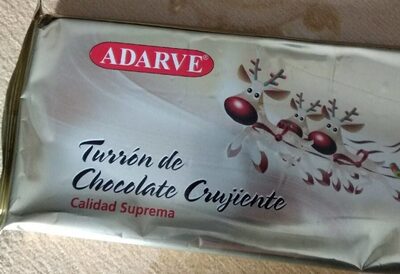 ADARVE®
Turrón de
Chocolate Crujiente
Calidad Suprema